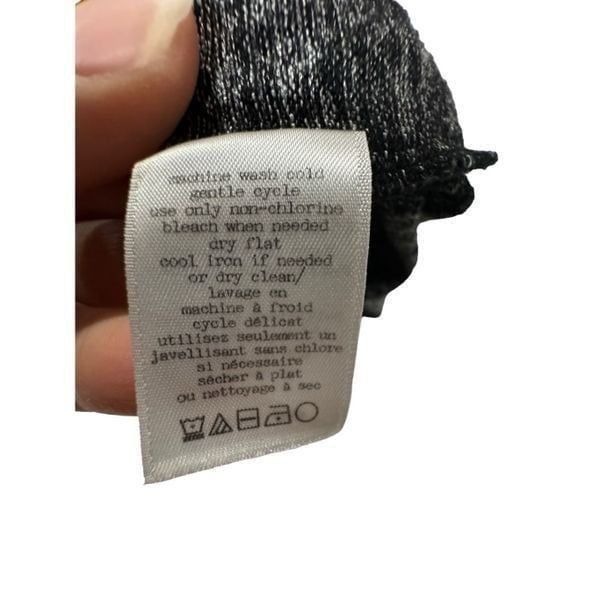 machine wash cold
gentle cycle
use only non-chlorine
bleach when needed
dry flat
cool iron if needed
or dry clean/
lavage en
machine à froid
cycle délicat
utilisez seulement un
javellisant sans chlore
si nécessaire
sécher à plat
ou nettoyage à sec